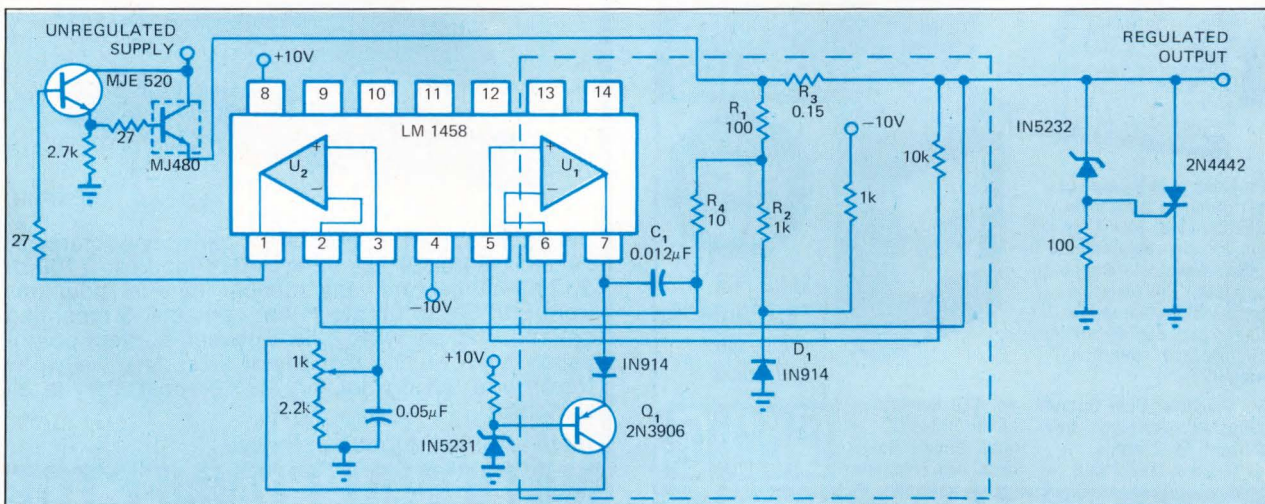 UNREGULATED
SUPPLY
MJE 520
+10V
8
9
10
11
12
13
14
LM 1458
U2
+
−
U1
+
−
27
MJ480
2.7k
27
1
2
3
4
5
6
7
−10V
R3
0.15
R1
100
R4
10
R2
1k
C1
0.012µF
−10V
1k
10k
REGULATED
OUTPUT
IN5232
2N4442
100
1k
2.2k
0.05µF
+10V
IN5231
IN914
Q1
2N3906
D1
IN914